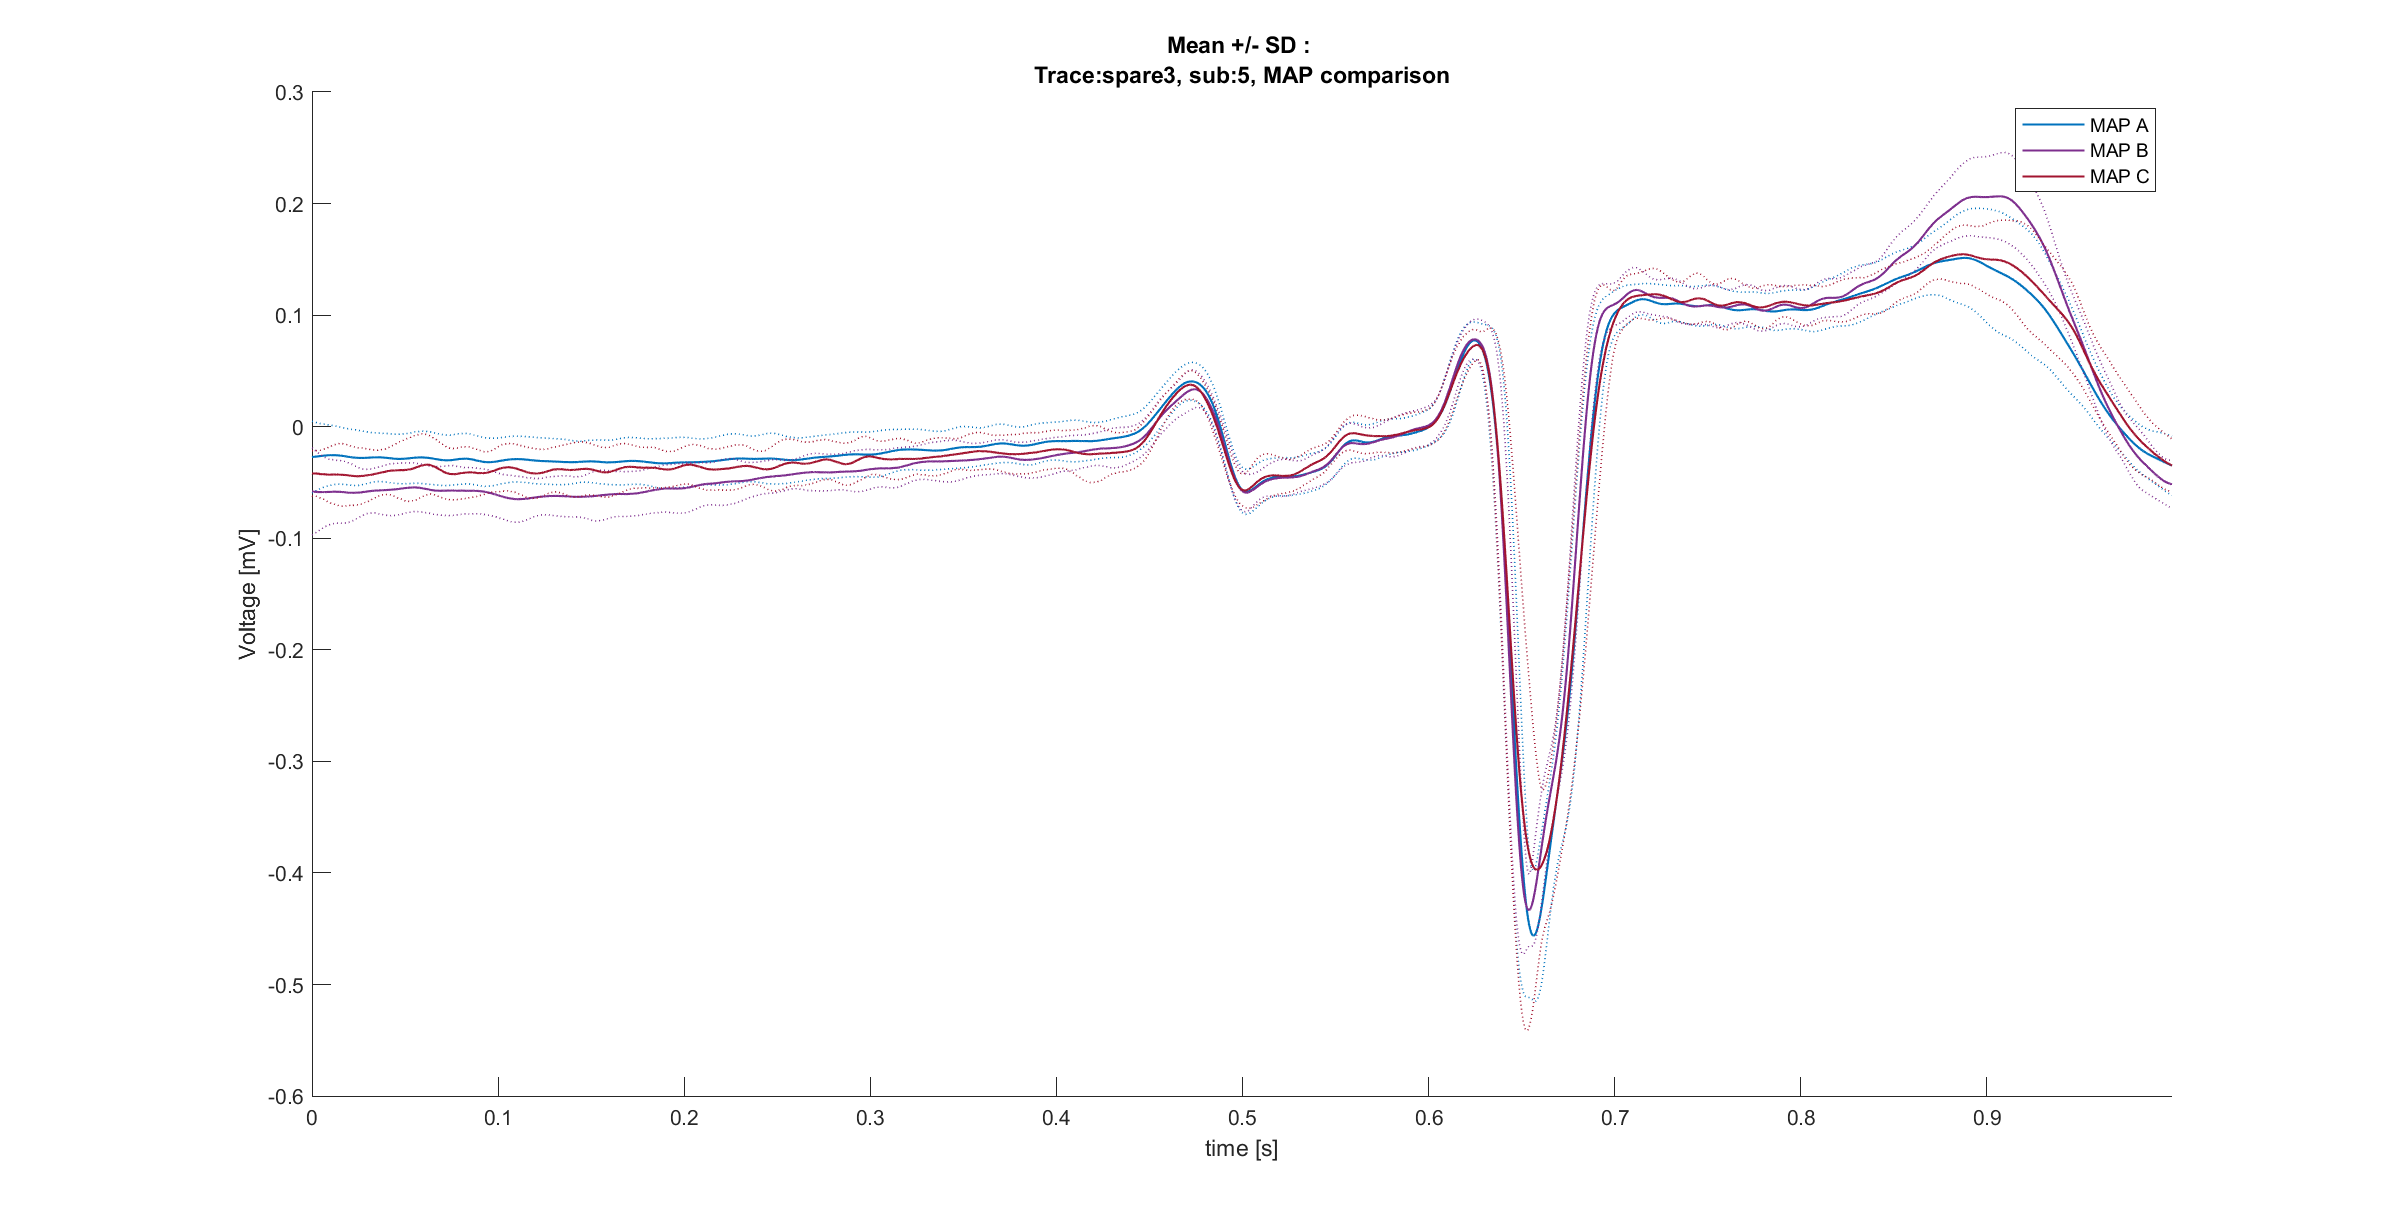 Mean +/- SD :
Trace:spare3, sub:5, MAP comparison
MAP A
MAP B
MAP C
0.3
0.2
0.1
0
-0.1
-0.2
-0.3
-0.4
-0.5
-0.6
Voltage [mV]
0 0.1 0.2 0.3 0.4 0.5 0.6 0.7 0.8 0.9
time [s]